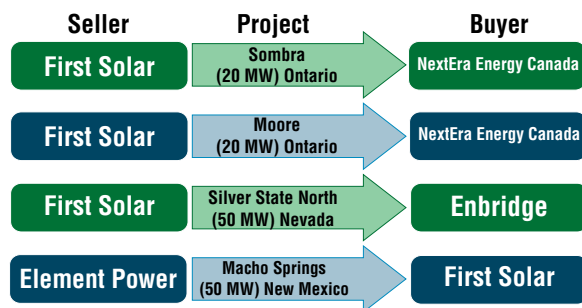 Seller Project Buyer
First Solar
Sombra
(20 MW) Ontario
NextEra Energy Canada
First Solar
Moore
(20 MW) Ontario
NextEra Energy Canada
First Solar
Silver State North
(50 MW) Nevada
Enbridge
Element Power
Macho Springs
(50 MW) New Mexico
First Solar